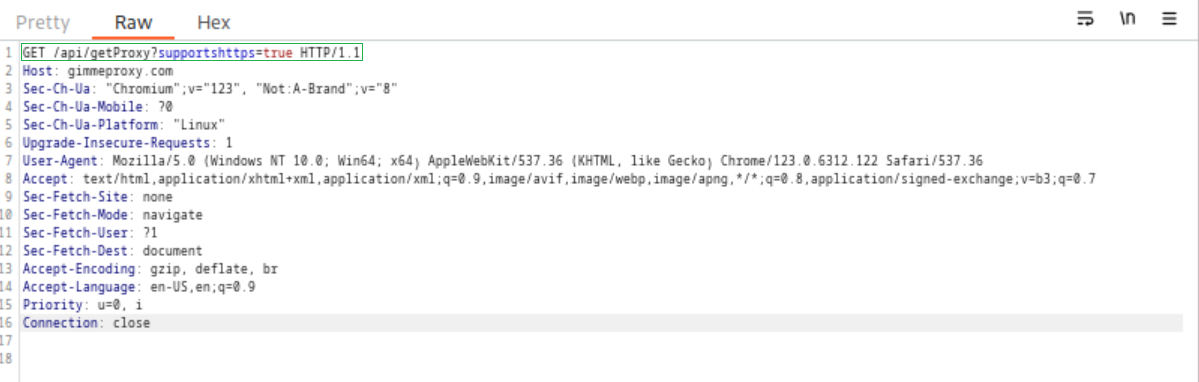 Pretty Raw Hex \n
1 GET /api/getProxy?supportshttps=true HTTP/1.1
2 Host: gimmeproxy.com
3 Sec-Ch-Ua: "Chromium";v="123", "Not:A-Brand";v="8"
4 Sec-Ch-Ua-Mobile: ?0
5 Sec-Ch-Ua-Platform: "Linux"
6 Upgrade-Insecure-Requests: 1
7 User-Agent: Mozilla/5.0 (Windows NT 10.0; Win64; x64) AppleWebKit/537.36 (KHTML, like Gecko) Chrome/123.0.6312.122 Safari/537.36
8 Accept: text/html,application/xhtml+xml,application/xml;q=0.9,image/avif,image/webp,image/apng,*/*;q=0.8,application/signed-exchange;v=b3;q=0.7
9 Sec-Fetch-Site: none
10 Sec-Fetch-Mode: navigate
11 Sec-Fetch-User: ?1
12 Sec-Fetch-Dest: document
13 Accept-Encoding: gzip, deflate, br
14 Accept-Language: en-US,en;q=0.9
15 Priority: u=0, i
16 Connection: close
17
18